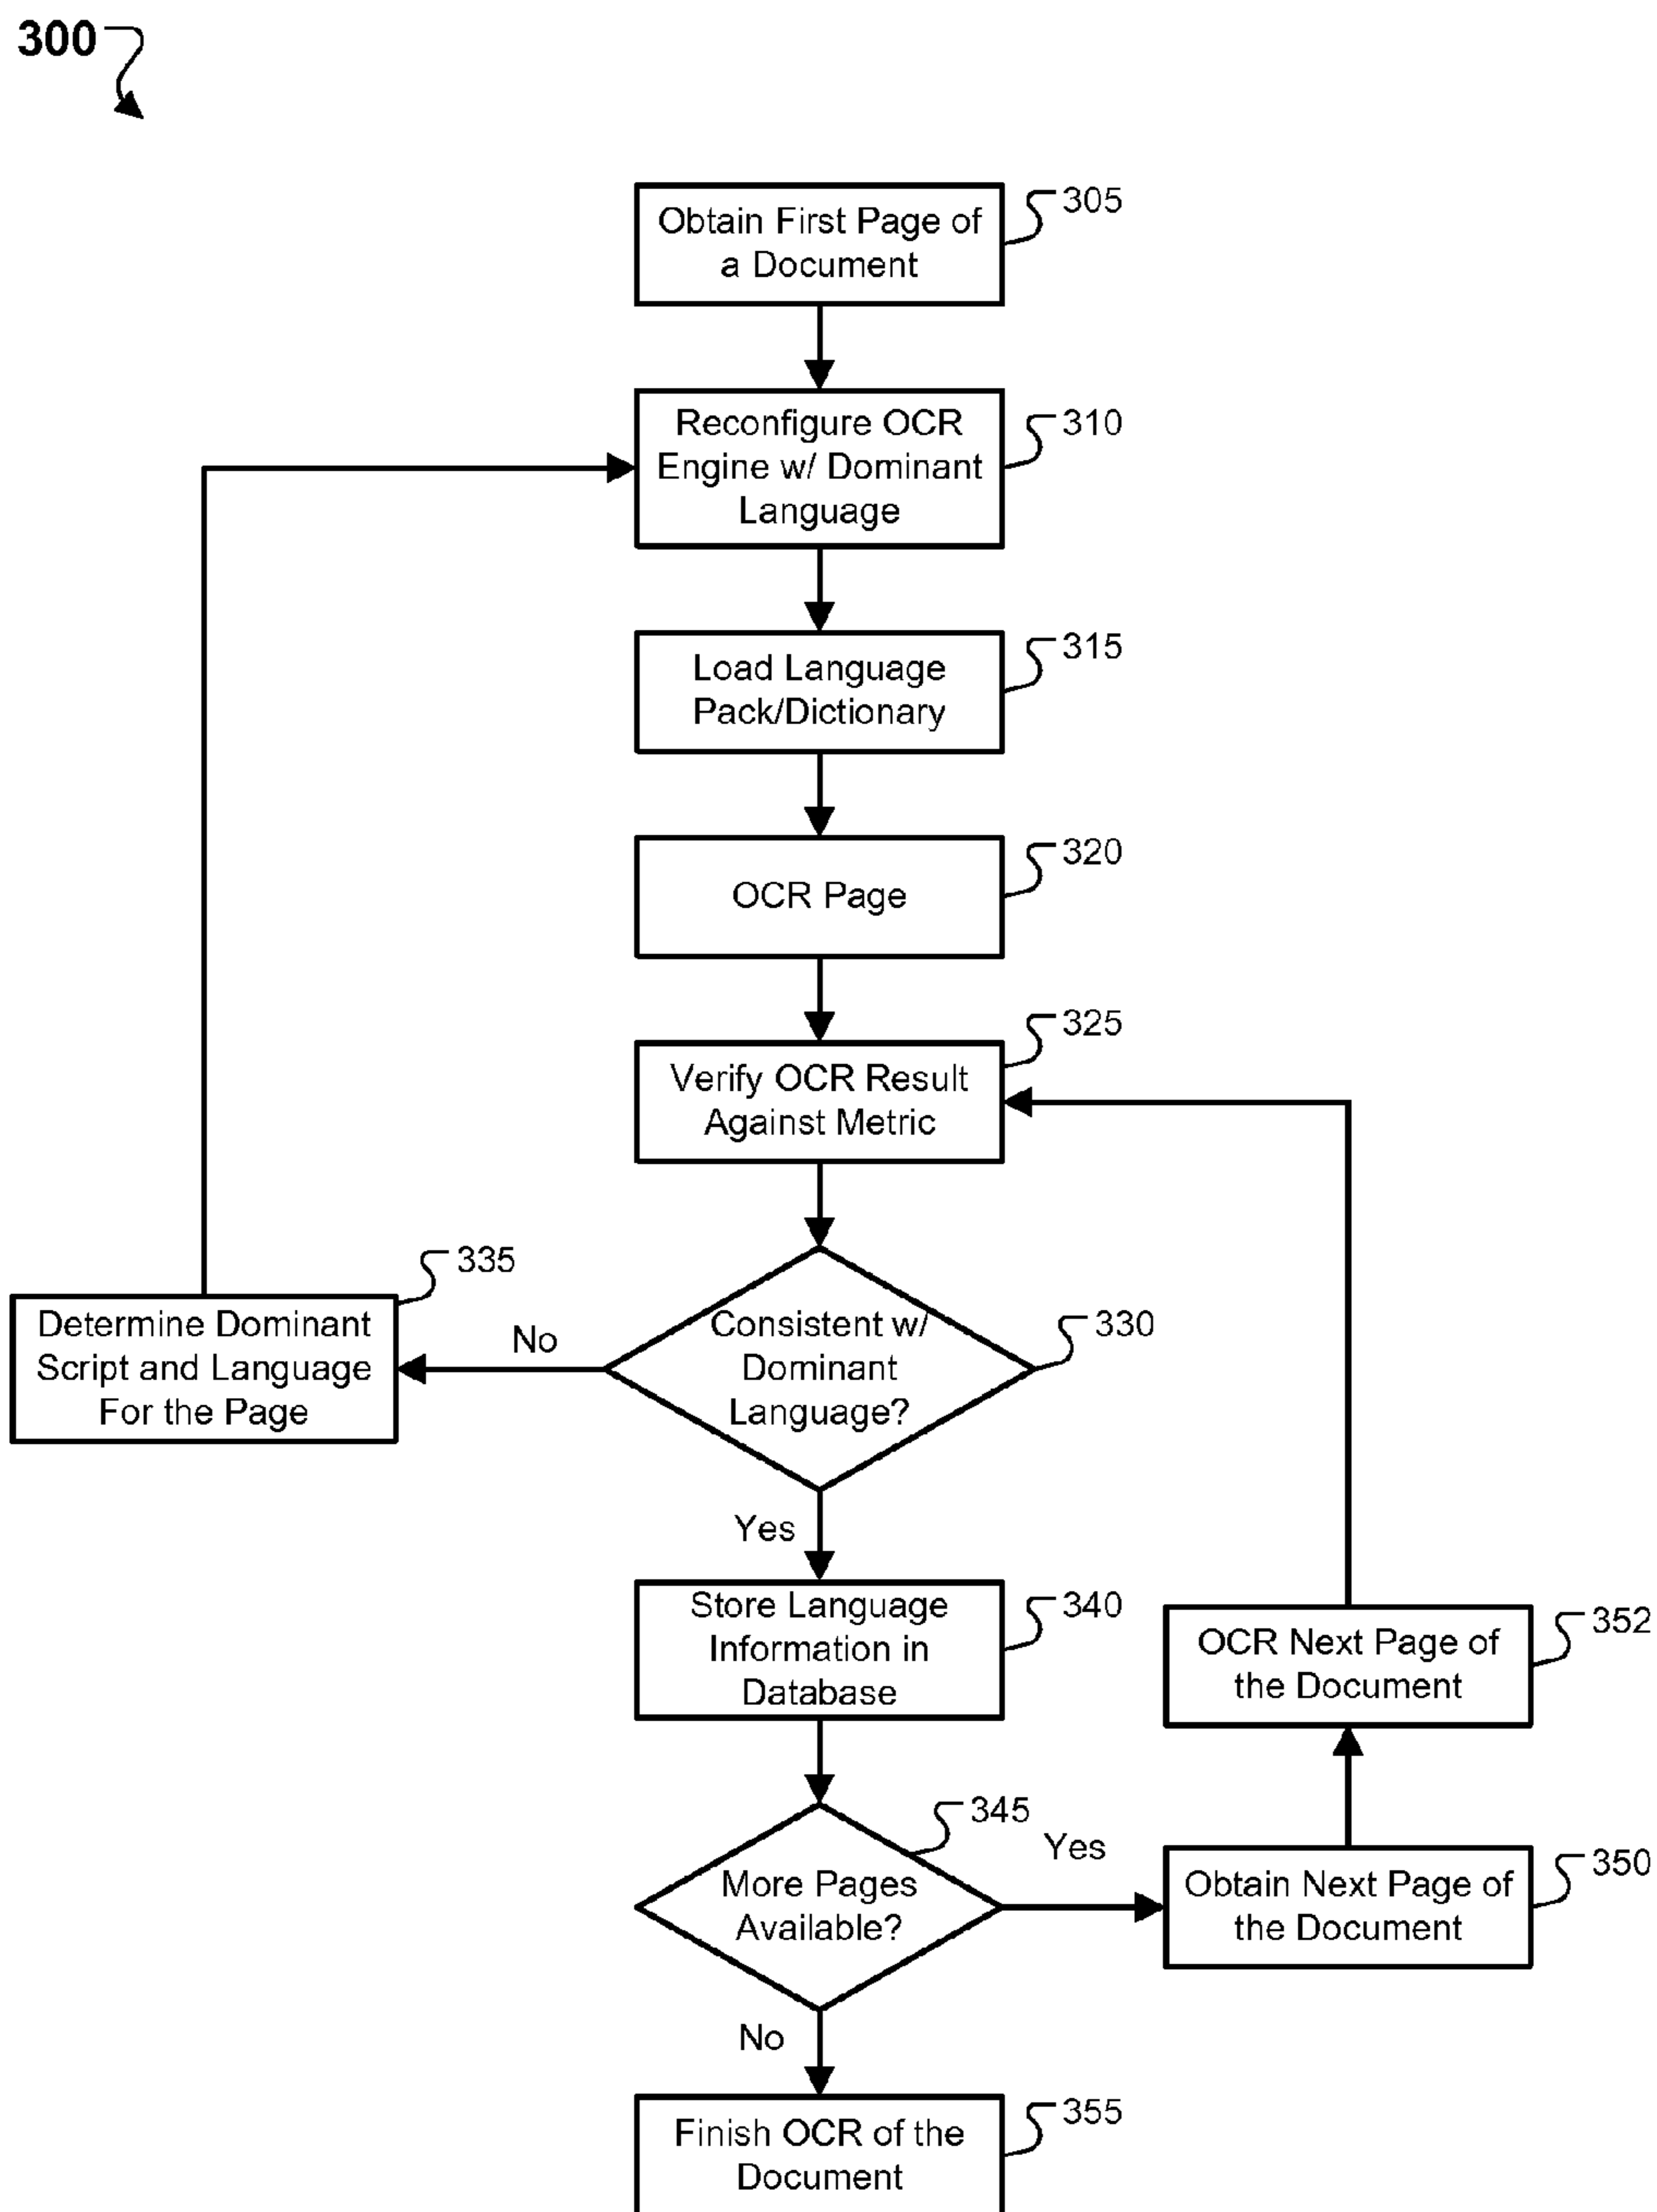 300
Obtain First Page of
a Document
305
Reconfigure OCR
Engine w/ Dominant
Language
310
Load Language
Pack/Dictionary
315
OCR Page
320
Verify OCR Result
Against Metric
325
Consistent w/
Dominant
Language?
330
No
Determine Dominant
Script and Language
For the Page
335
Yes
Store Language
Information in
Database
340
More Pages
Available?
345
Yes
Obtain Next Page of
the Document
350
OCR Next Page of
the Document
352
No
Finish OCR of the
Document
355